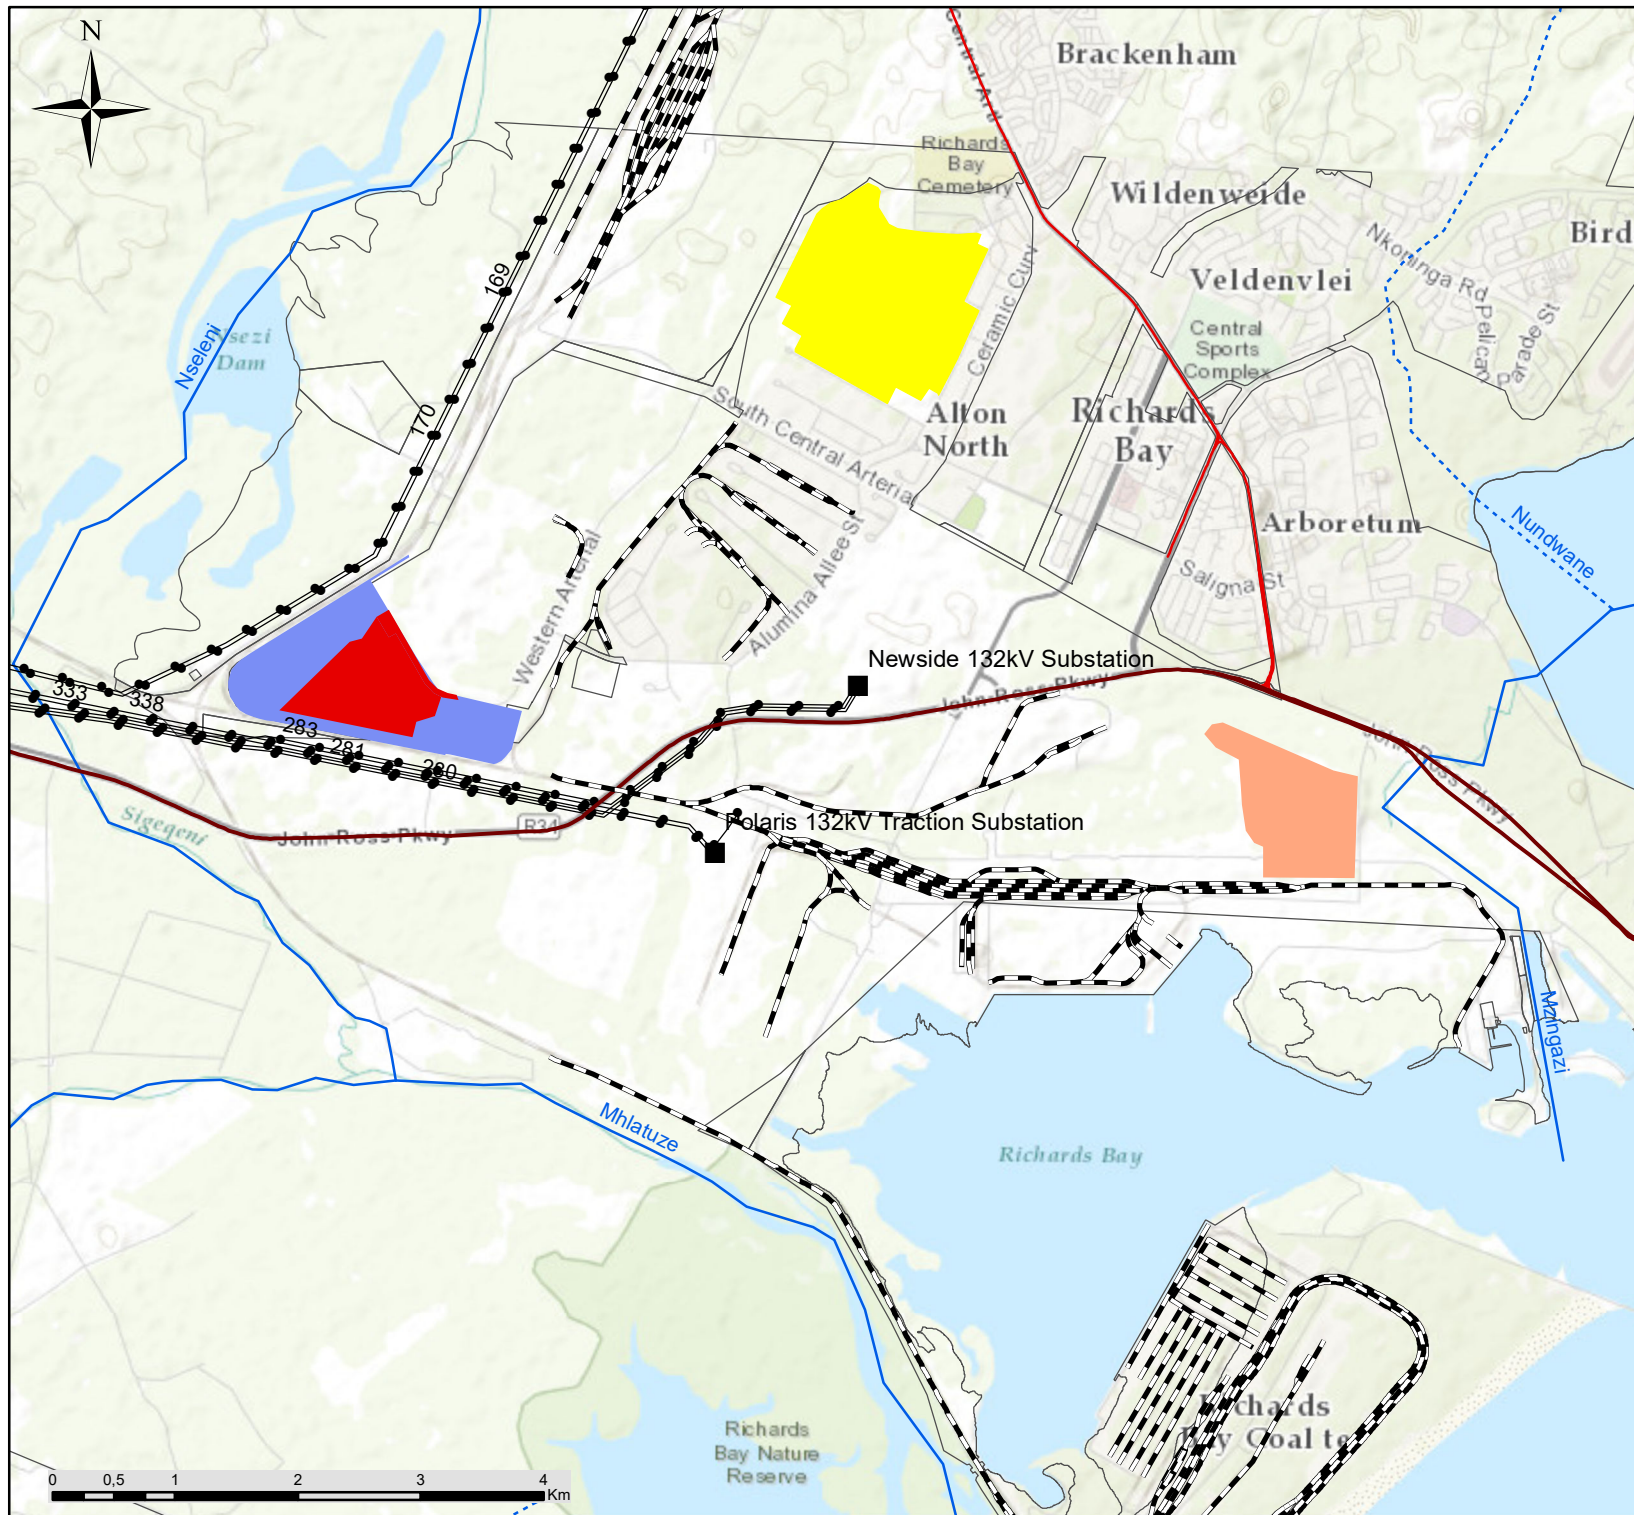 N
Central Art
Brackenham
Richards
Bay
Cemetery
Wildenweide
Bird
Nkoninga Rd
Veldenvlei
169
Ceramic Curv
Pelican
Parade St
Central
Sports
Complex
Nseleni
Nsezi
Dam
170
South Central Arterial
Alton
North
Richards
Bay
Arboretum
Nundwane
Saligna St
Western Arterial
Alumina Allee St
Newside 132kV Substation
John Ross Pkwy
333
338
283
281
280
John Ross Pkwy
Sigeqeni
John Ross Pkwy
R34
Polaris 132kV Traction Substation
Mzingazi
Mhlatuze
Richards Bay
Richards
Bay Coal te
Richards
Bay Nature
Reserve
0 0,5 1 2 3 4
Km